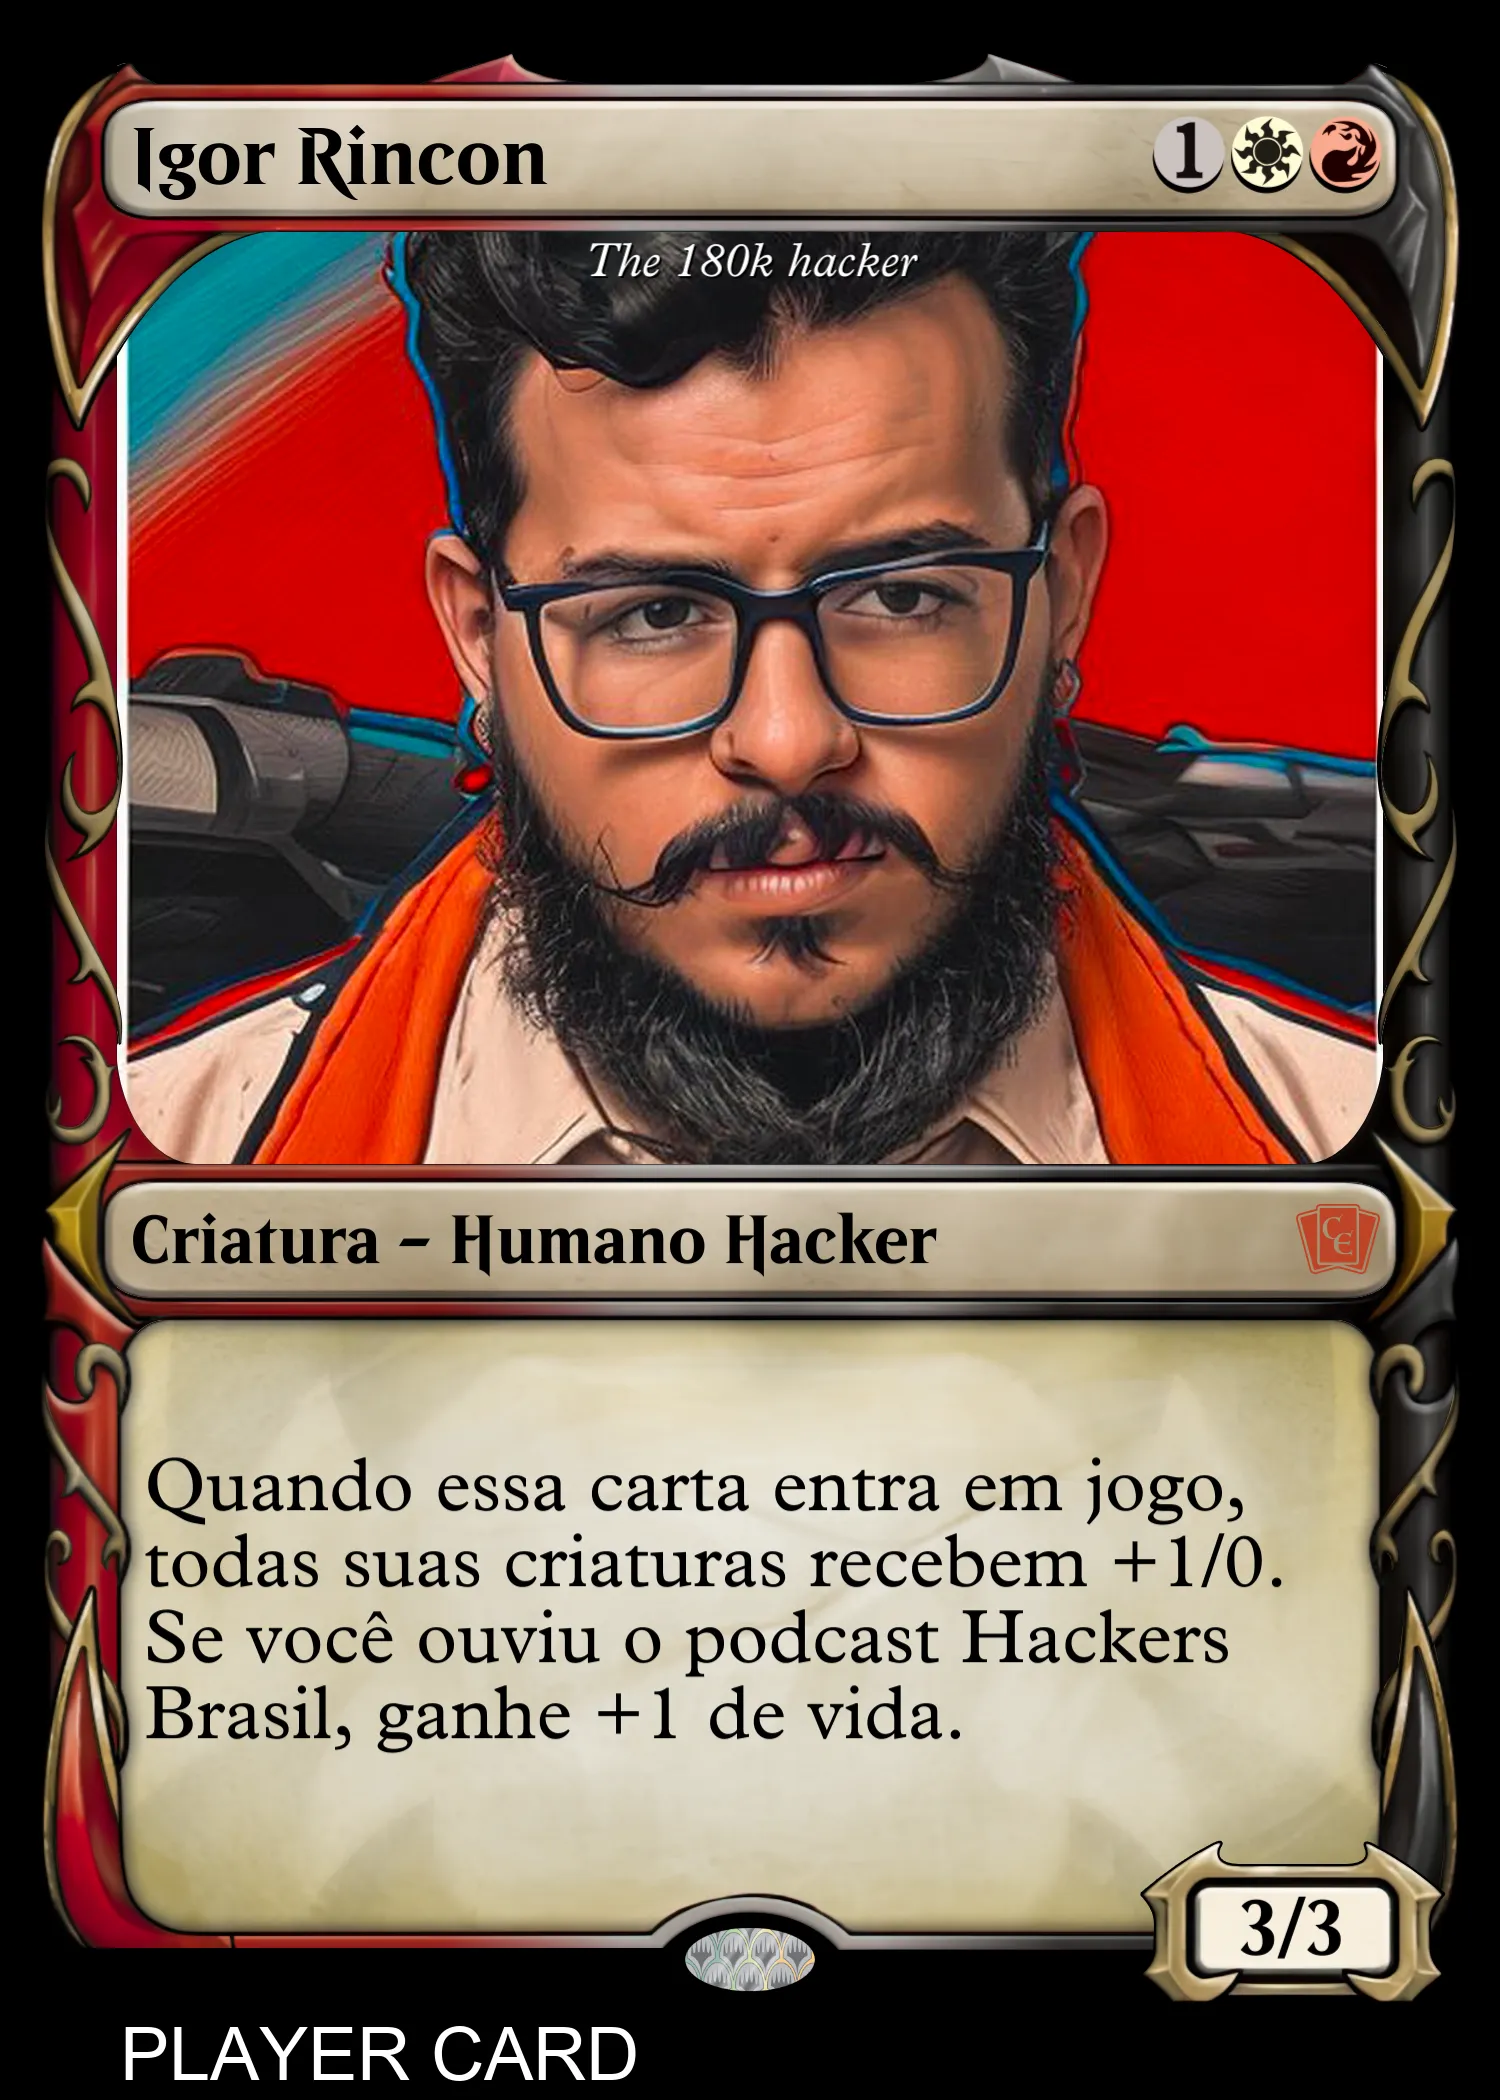 Igor Rincon
1
The 180k hacker
Criatura – Humano Hacker
CE
Quando essa carta entra em jogo,
todas suas criaturas recebem +1/0.
Se você ouviu o podcast Hackers
Brasil, ganhe +1 de vida.
3/3
PLAYER CARD